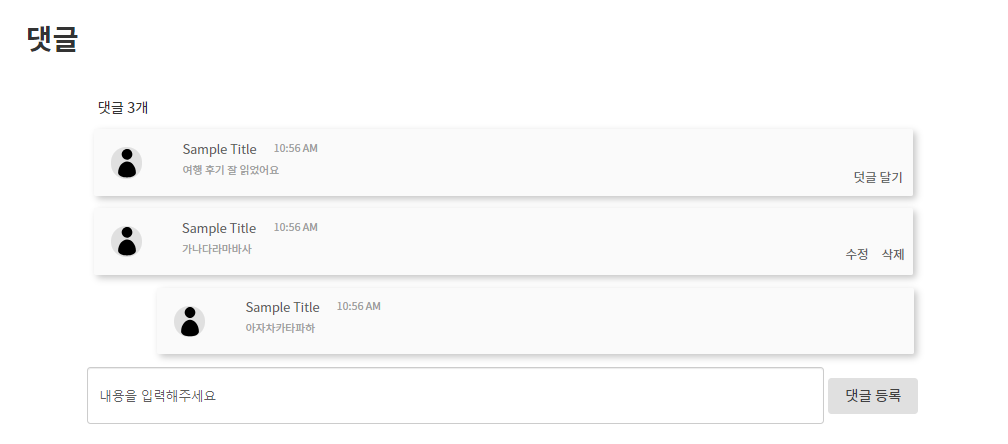 댓글
댓글 3개
Sample Title 10:56 AM
여행 후기 잘 읽었어요
덧글 달기
Sample Title 10:56 AM
가나다라마바사
수정 삭제
Sample Title 10:56 AM
아자차카타파하
내용을 입력해주세요 댓글 등록